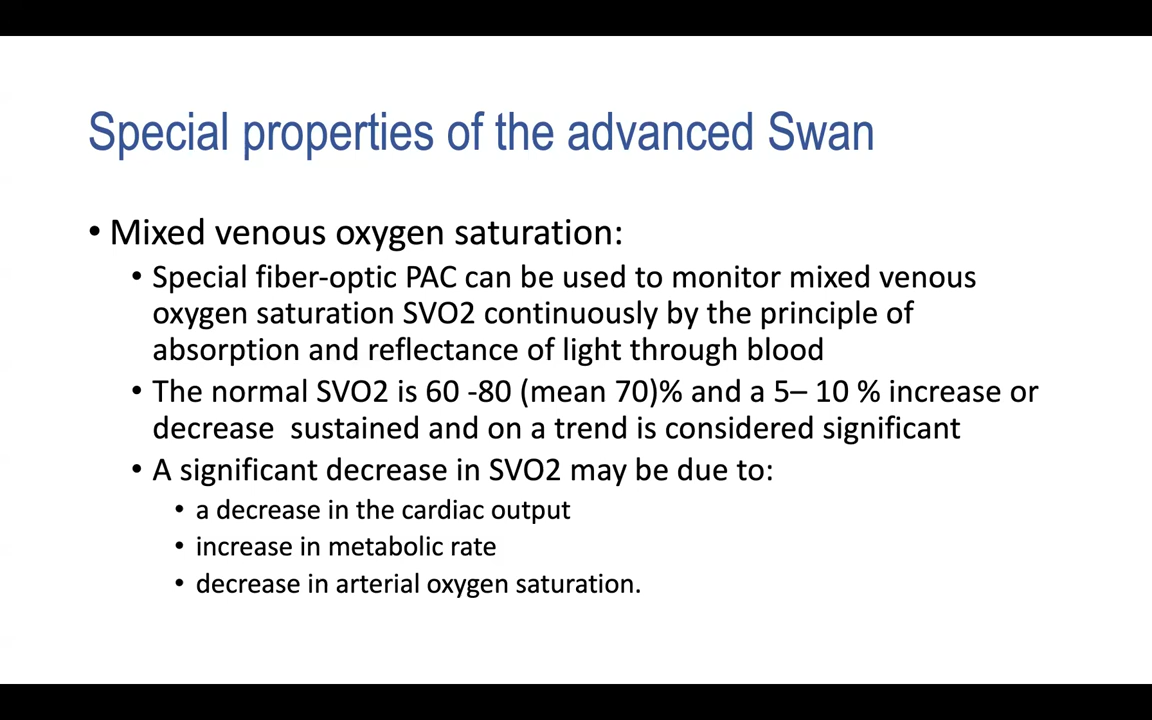 Special properties of the advanced Swan
• Mixed venous oxygen saturation:
• Special fiber-optic PAC can be used to monitor mixed venous
oxygen saturation SVO2 continuously by the principle of
absorption and reflectance of light through blood
• The normal SVO2 is 60 -80 (mean 70)% and a 5– 10 % increase or
decrease  sustained and on a trend is considered significant
• A significant decrease in SVO2 may be due to:
• a decrease in the cardiac output
• increase in metabolic rate
• decrease in arterial oxygen saturation.